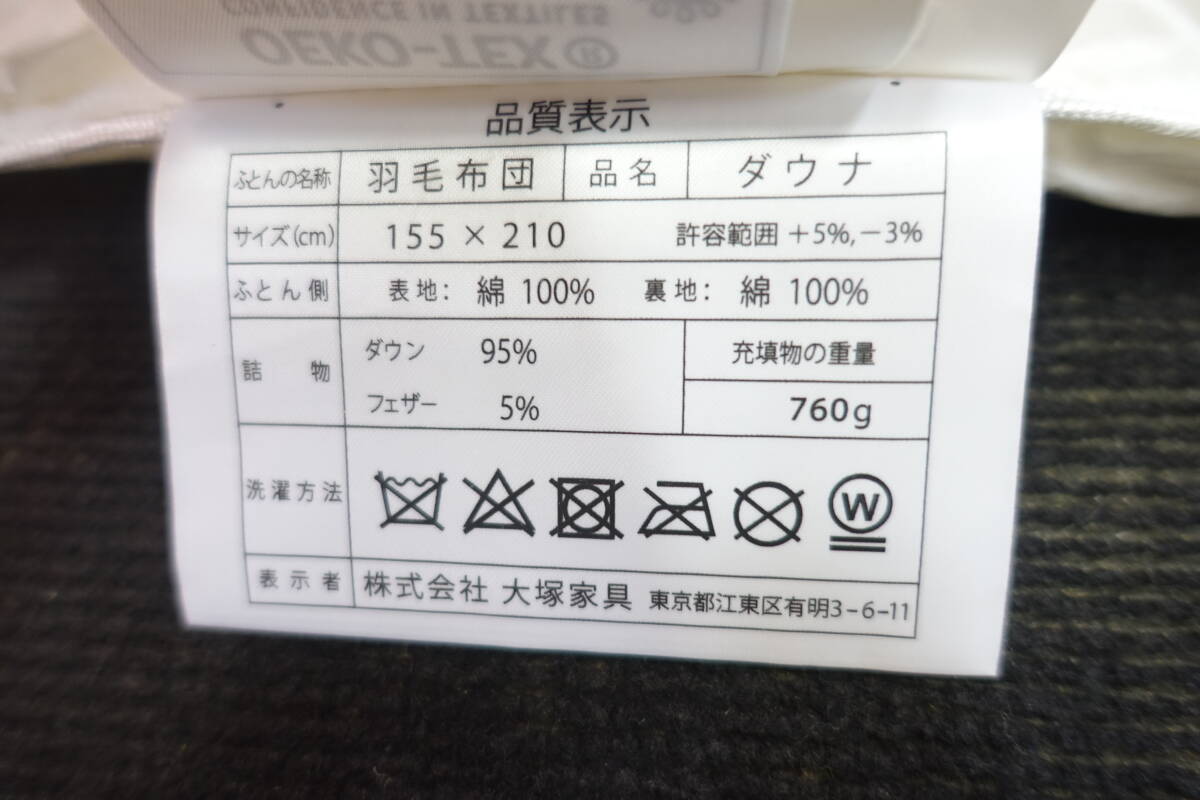 CONFIDENCE IN TEXTILES
OEKO-TEX®
品質表示
ふとんの名称 羽毛布団 品名 ダウナ
サイズ(cm) 155 × 210 許容範囲 +5%,−3%
ふとん側 表地: 綿 100% 裏地: 綿 100%
詰物 ダウン 95% 充填物の重量
フェザー 5% 760g
洗濯方法 W
表示者 株式会社 大塚家具 東京都江東区有明3-6-11